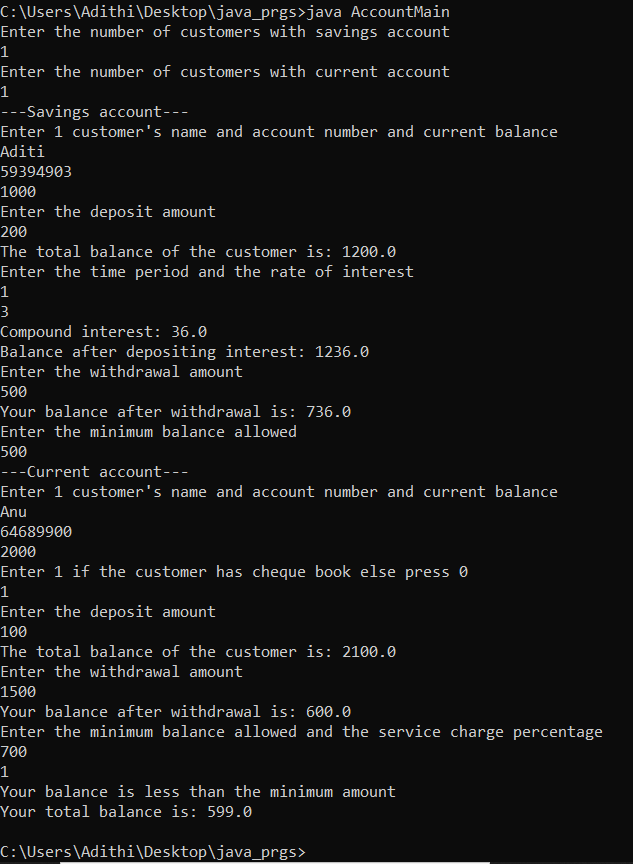 C:\Users\Adithi\Desktop\java_prgs>java AccountMain
Enter the number of customers with savings account
1
Enter the number of customers with current account
1
---Savings account---
Enter 1 customer's name and account number and current balance
Aditi
59394903
1000
Enter the deposit amount
200
The total balance of the customer is: 1200.0
Enter the time period and the rate of interest
1
3
Compound interest: 36.0
Balance after depositing interest: 1236.0
Enter the withdrawal amount
500
Your balance after withdrawal is: 736.0
Enter the minimum balance allowed
500
---Current account---
Enter 1 customer's name and account number and current balance
Anu
64689900
2000
Enter 1 if the customer has cheque book else press 0
1
Enter the deposit amount
100
The total balance of the customer is: 2100.0
Enter the withdrawal amount
1500
Your balance after withdrawal is: 600.0
Enter the minimum balance allowed and the service charge percentage
700
1
Your balance is less than the minimum amount
Your total balance is: 599.0
C:\Users\Adithi\Desktop\java_prgs>